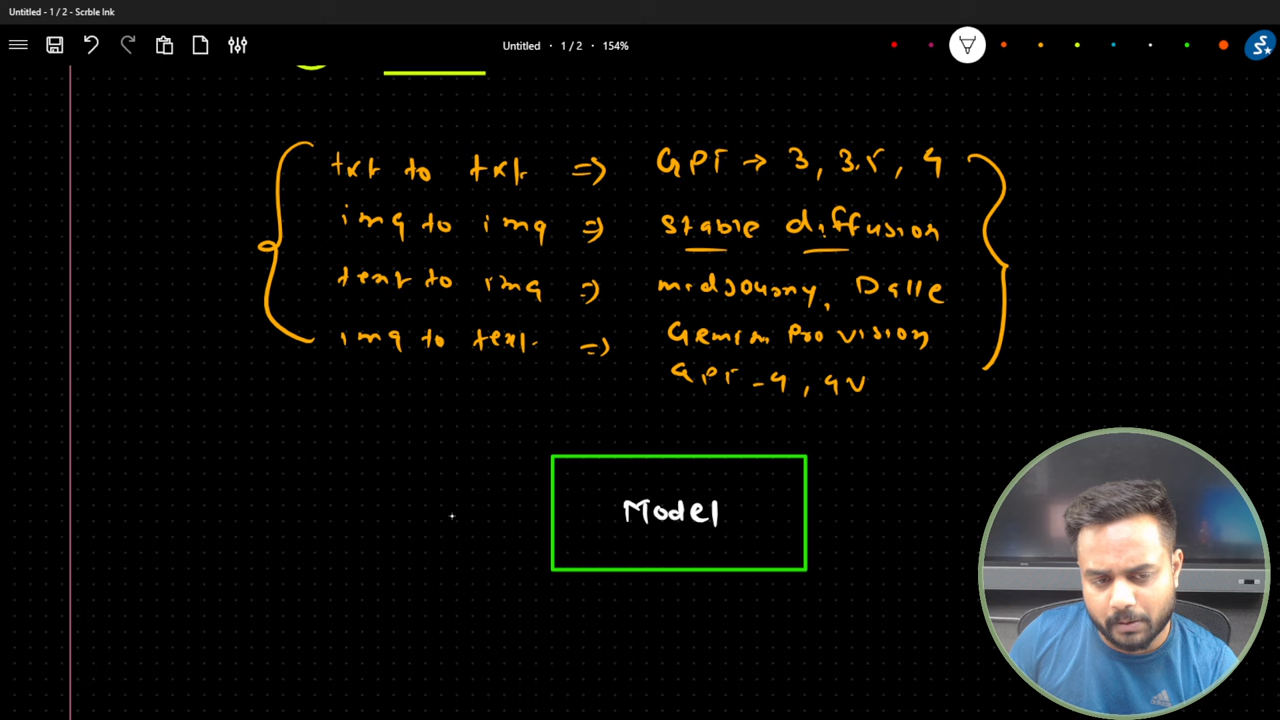 Untitled - 1 / 2 - Scrble Ink
Untitled • 1 / 2 • 154%
txt to txt => GPT -> 3, 3.5, 4
img to img => stable diffusion
text to img => midjourny, Dalle
img to text => Gemini Pro vision
GPT - 4, 4V
Model